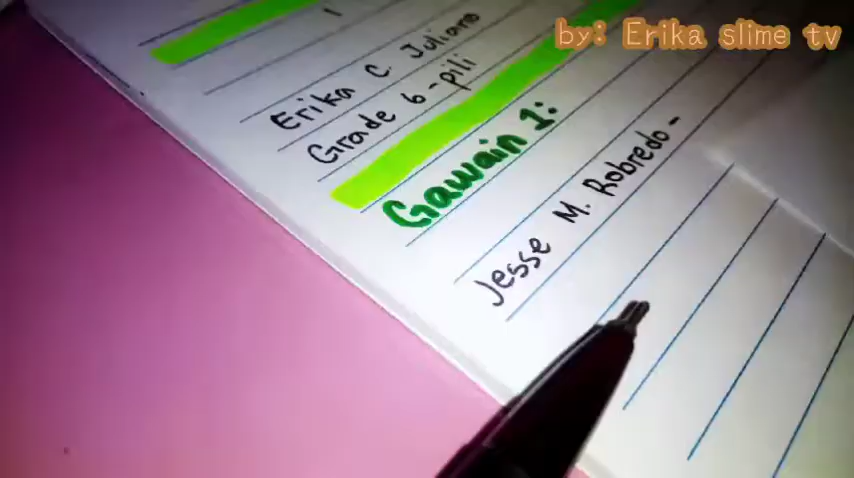 by: Erika slime tv
Erika C. Juliano
Grade 6-pili
Gawain 1:
Jesse M. Robredo -